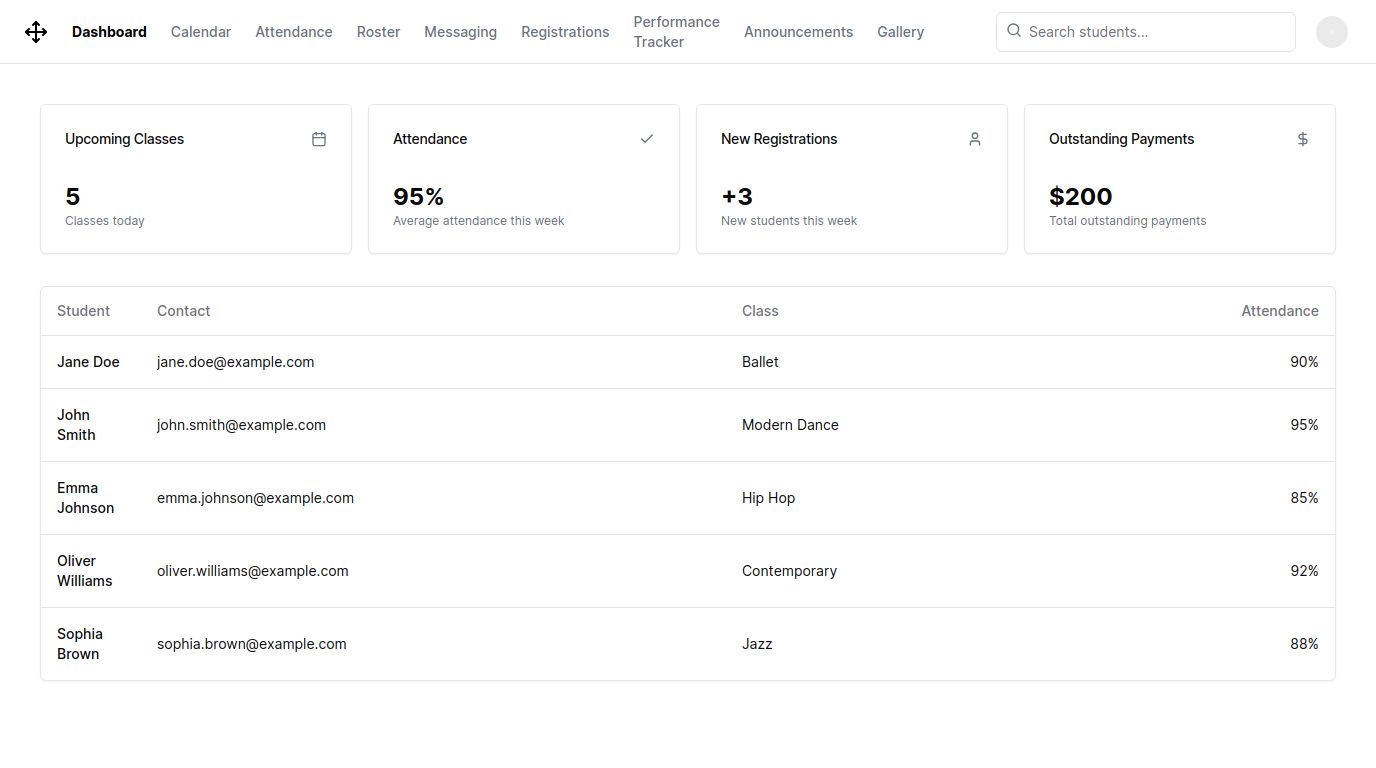 Dashboard Calendar Attendance Roster Messaging Registrations Performance Tracker Announcements Gallery Search students...
Upcoming Classes
5
Classes today
Attendance
95%
Average attendance this week
New Registrations
+3
New students this week
Outstanding Payments
$200
Total outstanding payments
Student Contact Class Attendance
Jane Doe jane.doe@example.com Ballet 90%
John Smith john.smith@example.com Modern Dance 95%
Emma Johnson emma.johnson@example.com Hip Hop 85%
Oliver Williams oliver.williams@example.com Contemporary 92%
Sophia Brown sophia.brown@example.com Jazz 88%